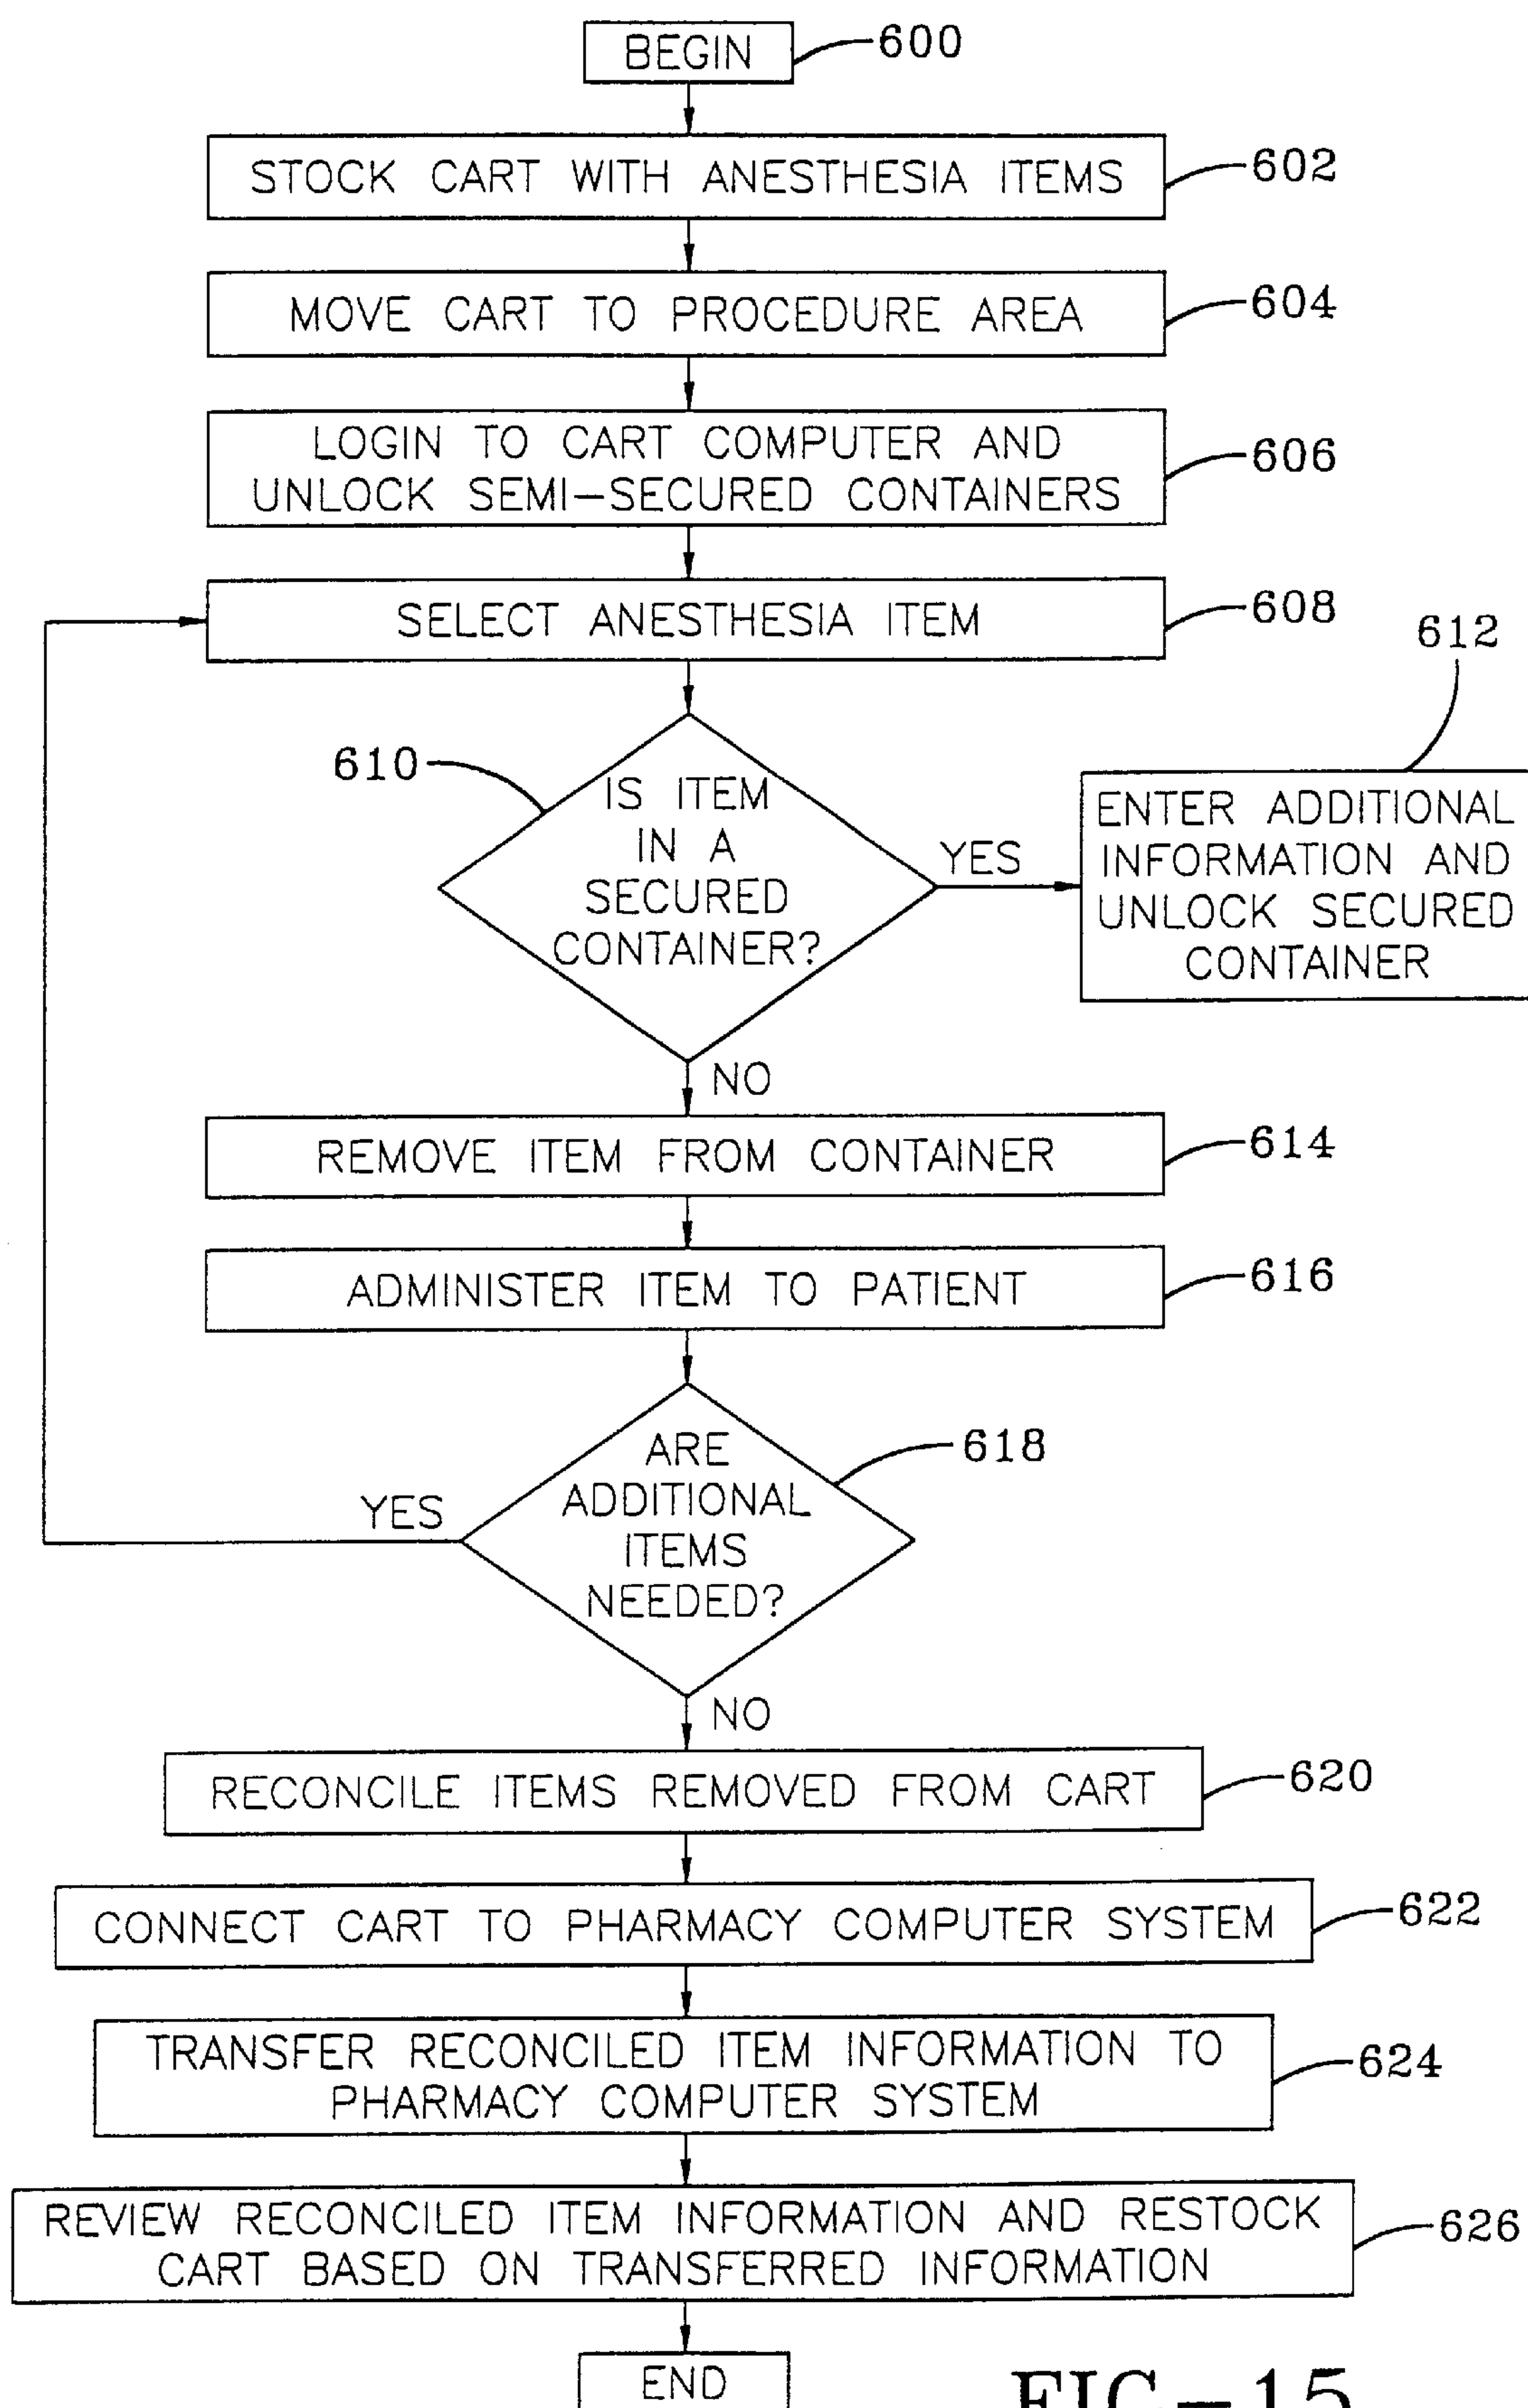 BEGIN
600
STOCK CART WITH ANESTHESIA ITEMS
602
MOVE CART TO PROCEDURE AREA
604
LOGIN TO CART COMPUTER AND
UNLOCK SEMI-SECURED CONTAINERS
606
SELECT ANESTHESIA ITEM
608
610
IS ITEM
IN A
SECURED
CONTAINER?
YES
612
ENTER ADDITIONAL
INFORMATION AND
UNLOCK SECURED
CONTAINER
NO
REMOVE ITEM FROM CONTAINER
614
ADMINISTER ITEM TO PATIENT
616
ARE
ADDITIONAL
ITEMS
NEEDED?
618
YES
NO
RECONCILE ITEMS REMOVED FROM CART
620
CONNECT CART TO PHARMACY COMPUTER SYSTEM
622
TRANSFER RECONCILED ITEM INFORMATION TO
PHARMACY COMPUTER SYSTEM
624
REVIEW RECONCILED ITEM INFORMATION AND RESTOCK
CART BASED ON TRANSFERRED INFORMATION
626
END
FIG-15